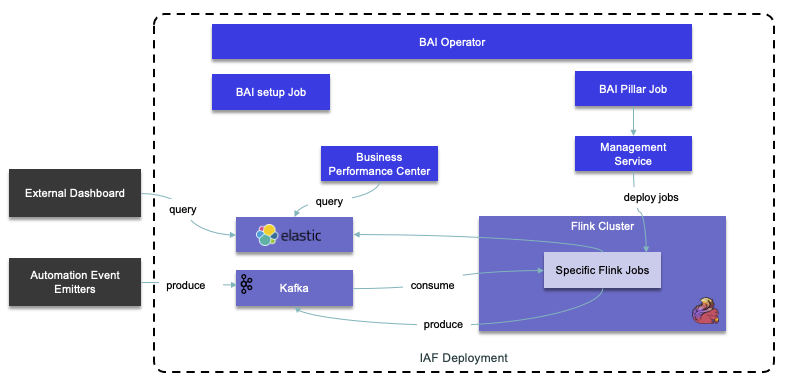 BAI Operator
BAI setup Job
BAI Pillar Job
Business
Performance Center
Management
Service
External Dashboard
query
query
deploy jobs
elastic
Flink Cluster
Specific Flink Jobs
Automation Event
Emitters
produce
Kafka
consume
produce
IAF Deployment